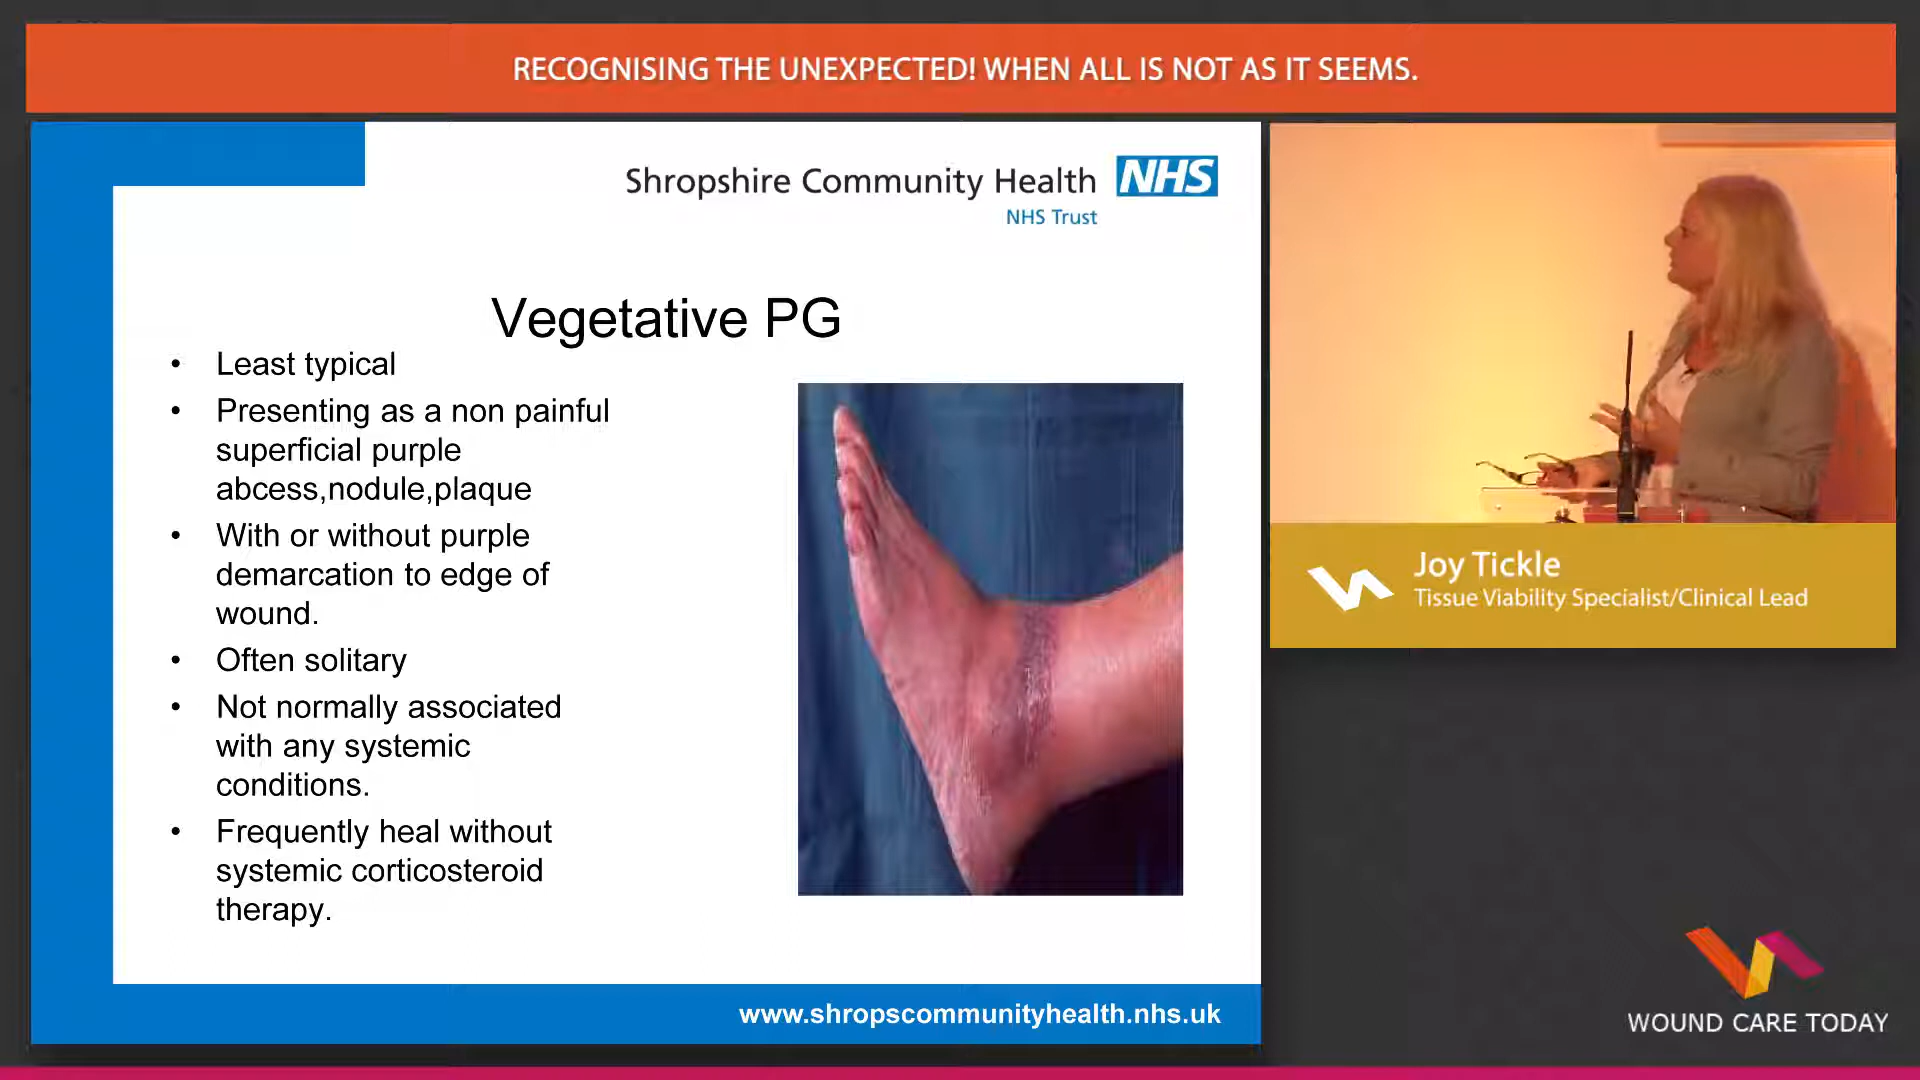 RECOGNISING THE UNEXPECTED! WHEN ALL IS NOT AS IT SEEMS.
Shropshire Community Health NHS
NHS Trust
Vegetative PG
• Least typical
• Presenting as a non painful
superficial purple
abcess,nodule,plaque
• With or without purple
demarcation to edge of
wound.
• Often solitary
• Not normally associated
with any systemic
conditions.
• Frequently heal without
systemic corticosteroid
therapy.
www.shropscommunityhealth.nhs.uk
Joy Tickle
Tissue Viability Specialist/Clinical Lead
WOUND CARE TODAY